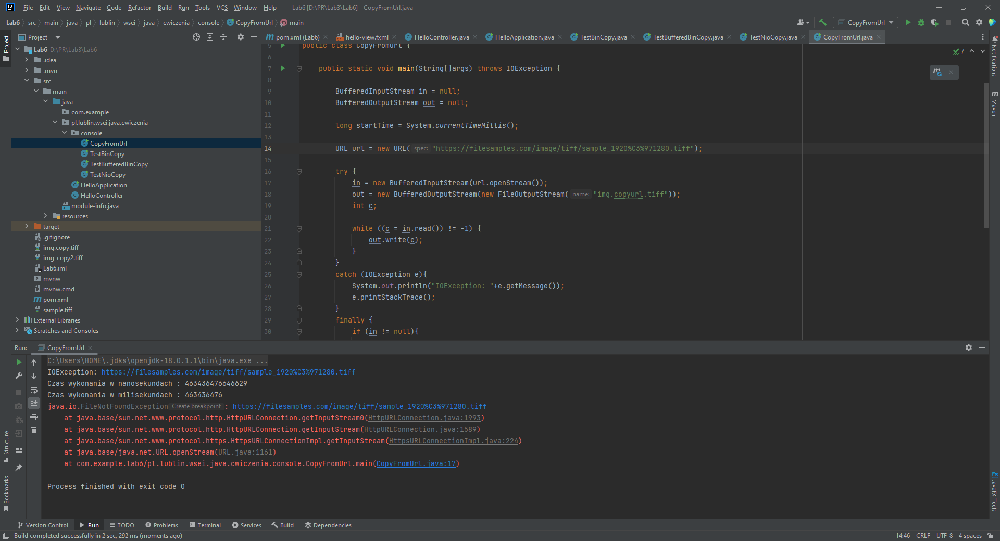 File Edit View Navigate Code Refactor Build Run Tools VCS Window Help Lab6 [D:\PR\Lab3\Lab6] - CopyFromUrl.java
Lab6 src main java pl lublin wsei java cwiczenia console CopyFromUrl main CopyFromUrl
Project
Project
pom.xml (Lab6) hello-view.fxml HelloController.java HelloApplication.java TestBinCopy.java TestBufferedBinCopy.java TestNioCopy.java CopyFromUrl.java
Notifications
Maven
Lab6 D:\PR\Lab3\Lab6
.idea
.mvn
src
main
java
com.example
pl.lublin.wsei.java.cwiczenia
console
CopyFromUrl
TestBinCopy
TestBufferedBinCopy
TestNioCopy
HelloApplication
HelloController
module-info.java
resources
target
.gitignore
img.copy.tiff
img_copy2.tiff
Lab6.iml
mvnw
mvnw.cmd
pom.xml
sample.tiff
External Libraries
Scratches and Consoles
7
5 public class CopyFromUrl {
6
7 public static void main(String[]args) throws IOException {
8
9 BufferedInputStream in = null;
10 BufferedOutputStream out = null;
11
12 long startTime = System.currentTimeMillis();
13
14 URL url = new URL( spec: "https://filesamples.com/image/tiff/sample_1920%C3%971280.tiff");
15
16 try {
17 in = new BufferedInputStream(url.openStream());
18 out = new BufferedOutputStream(new FileOutputStream( name: "img.copyurl.tiff"));
19 int c;
20
21 while ((c = in.read()) != -1) {
22 out.write(c);
23 }
24 }
25 catch (IOException e){
26 System.out.println("IOException: "+e.getMessage());
27 e.printStackTrace();
28 }
29 finally {
30 if (in != null){
Run: CopyFromUrl
C:\Users\HOME\.jdks\openjdk-18.0.1.1\bin\java.exe ...
IOException: https://filesamples.com/image/tiff/sample_1920%C3%971280.tiff
Czas wykonania w nanosekundach : 463436476646629
Czas wykonania w milisekundach : 463436476
java.io.FileNotFoundException Create breakpoint : https://filesamples.com/image/tiff/sample_1920%C3%971280.tiff
at java.base/sun.net.www.protocol.http.HttpURLConnection.getInputStream0(HttpURLConnection.java:1993)
at java.base/sun.net.www.protocol.http.HttpURLConnection.getInputStream(HttpURLConnection.java:1589)
at java.base/sun.net.www.protocol.https.HttpsURLConnectionImpl.getInputStream(HttpsURLConnectionImpl.java:224)
at java.base/java.net.URL.openStream(URL.java:1161)
at com.example.lab6/pl.lublin.wsei.java.cwiczenia.console.CopyFromUrl.main(CopyFromUrl.java:17)
Process finished with exit code 0
Structure
Bookmarks
JavaFX Tools
Version Control Run TODO Problems Terminal Services Build Dependencies
Build completed successfully in 2 sec, 292 ms (moments ago) 14:46 CRLF UTF-8 4 spaces